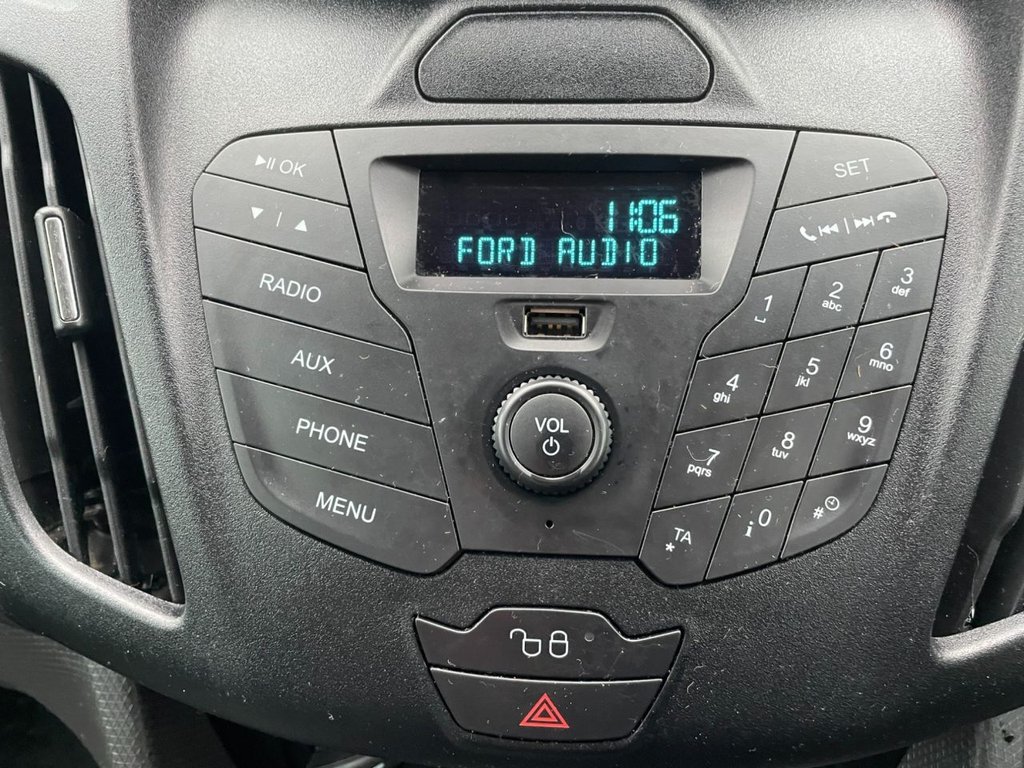 11:06
FORD AUDIO
OK
RADIO
AUX
PHONE
MENU
VOL
SET
1
2
abc
3
def
4
ghi
5
jkl
6
mno
7
pqrs
8
tuv
9
wxyz
TA
*
i 0
#